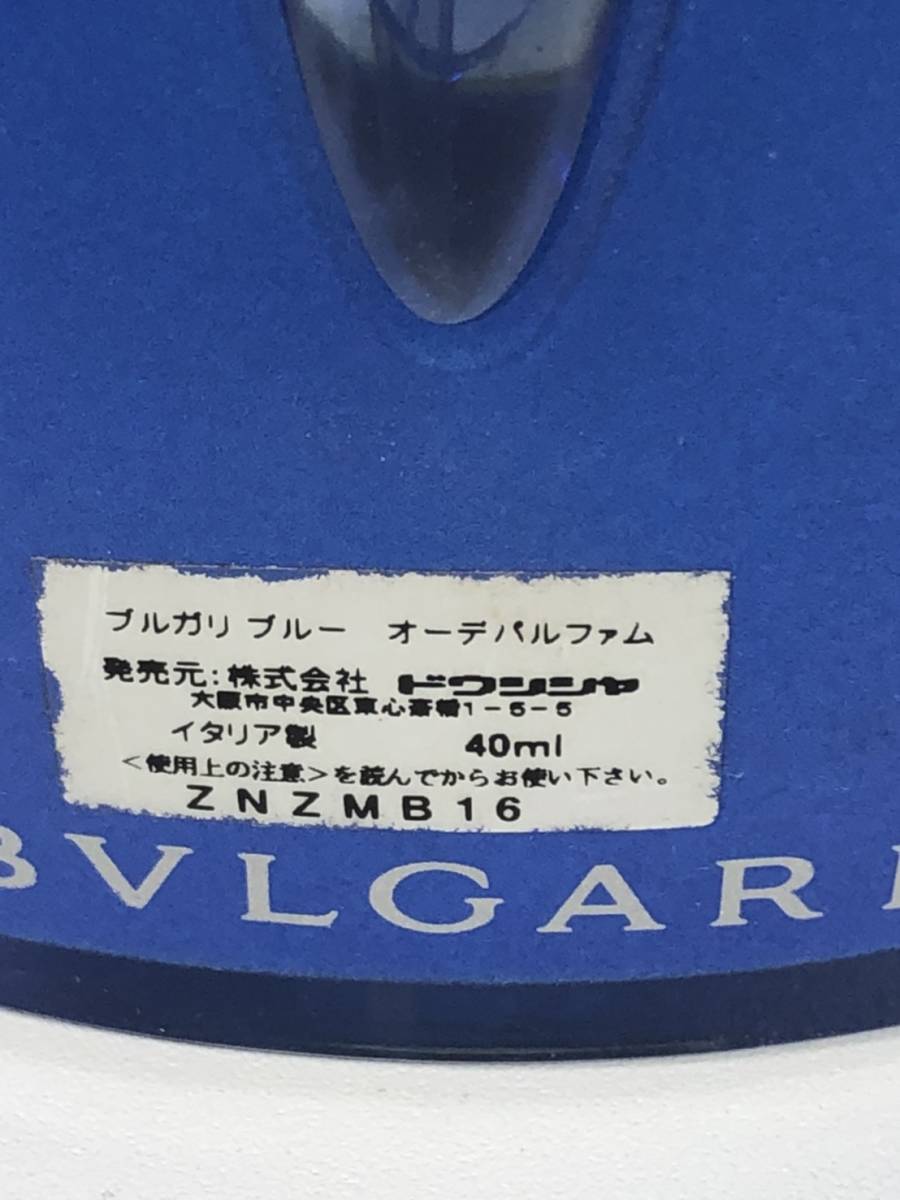 ブルガリ ブルー オーデパルファム
発売元:株式会社 ドウシシャ
大阪市中央区東心斎橋1-5-5
イタリア製 40ml
<使用上の注意>を読んでからお使い下さい。
ZNZMB16
BVLGARI